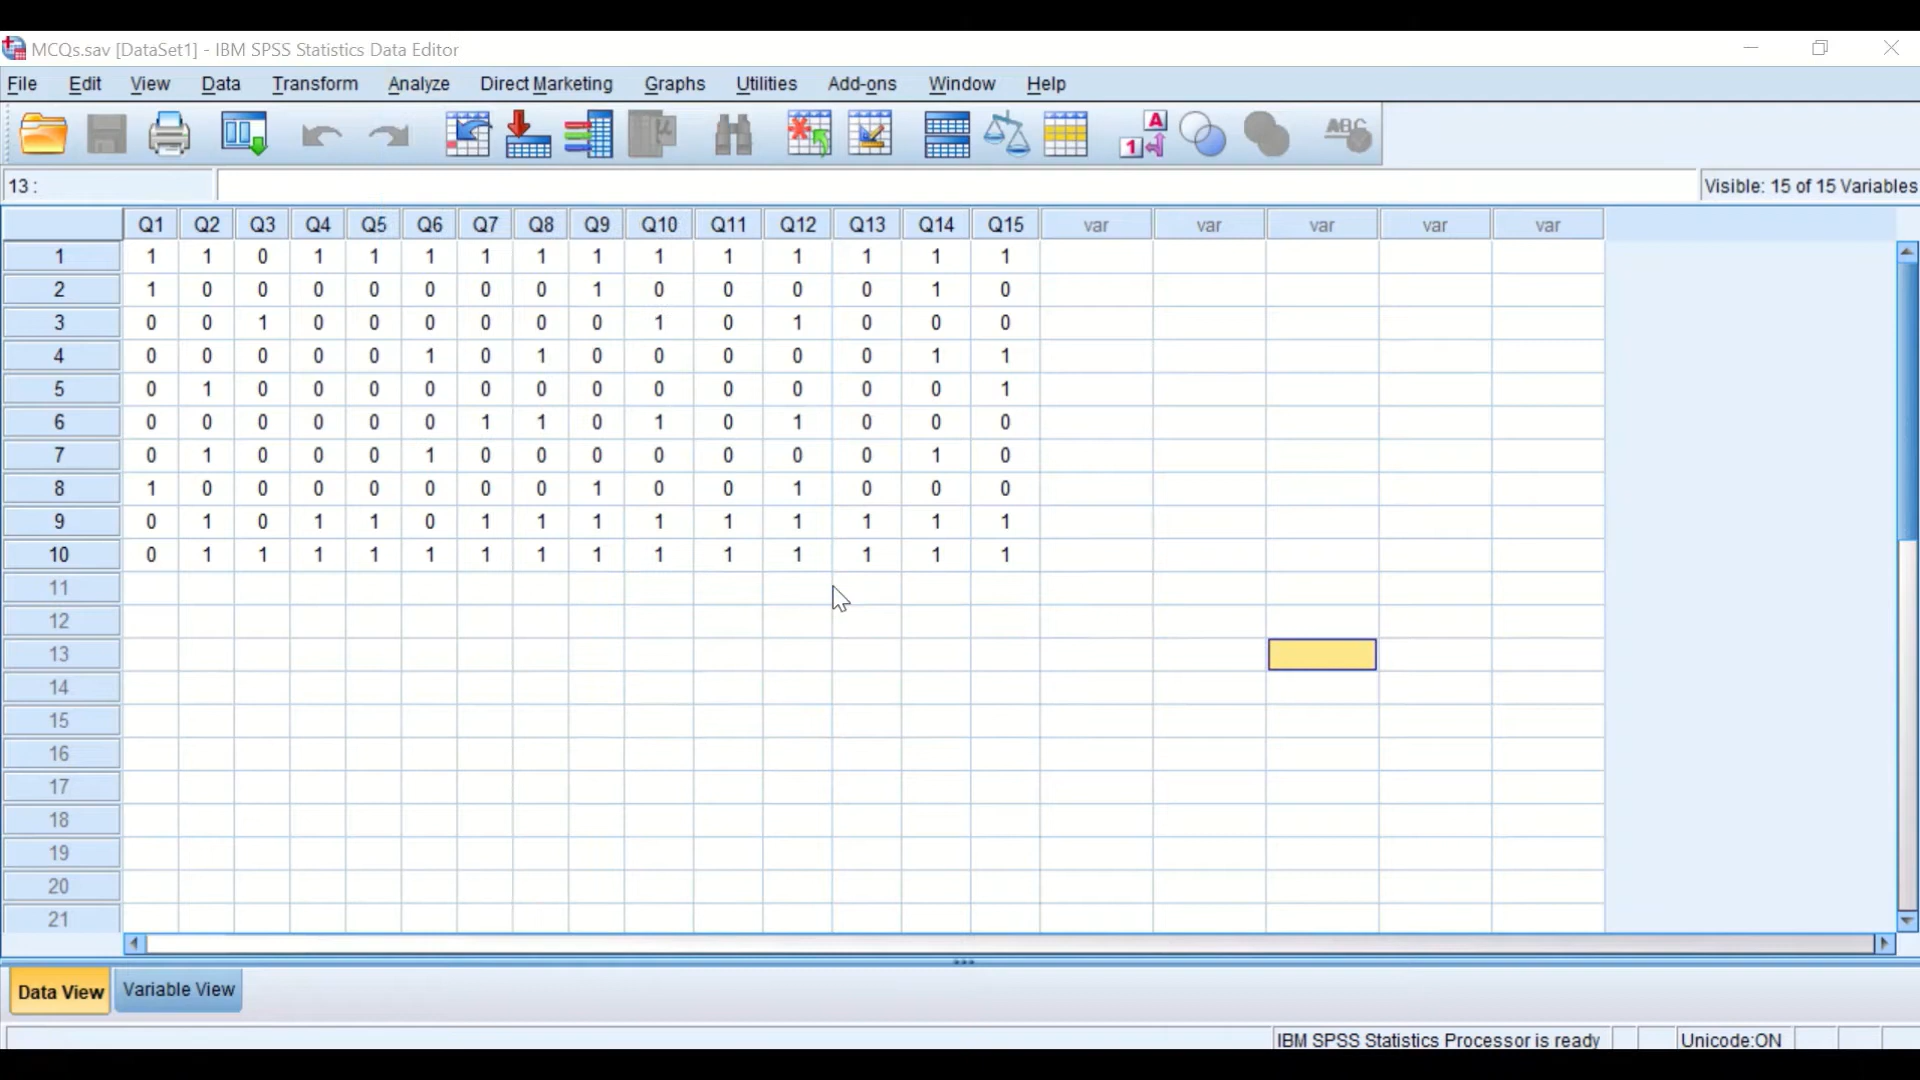 MCQs.sav [DataSet1] - IBM SPSS Statistics Data Editor
File Edit View Data Transform Analyze Direct Marketing Graphs Utilities Add-ons Window Help
A
1
ABC
13 : Visible: 15 of 15 Variables
Q1 Q2 Q3 Q4 Q5 Q6 Q7 Q8 Q9 Q10 Q11 Q12 Q13 Q14 Q15 var var var var var
1 1 1 0 1 1 1 1 1 1 1 1 1 1 1 1
2 1 0 0 0 0 0 0 0 1 0 0 0 0 1 0
3 0 0 1 0 0 0 0 0 0 1 0 1 0 0 0
4 0 0 0 0 0 1 0 1 0 0 0 0 0 1 1
5 0 1 0 0 0 0 0 0 0 0 0 0 0 0 1
6 0 0 0 0 0 0 1 1 0 1 0 1 0 0 0
7 0 1 0 0 0 1 0 0 0 0 0 0 0 1 0
8 1 0 0 0 0 0 0 0 1 0 0 1 0 0 0
9 0 1 0 1 1 0 1 1 1 1 1 1 1 1 1
10 0 1 1 1 1 1 1 1 1 1 1 1 1 1 1
11
12
13
14
15
16
17
18
19
20
21
Data View Variable View
IBM SPSS Statistics Processor is ready Unicode:ON